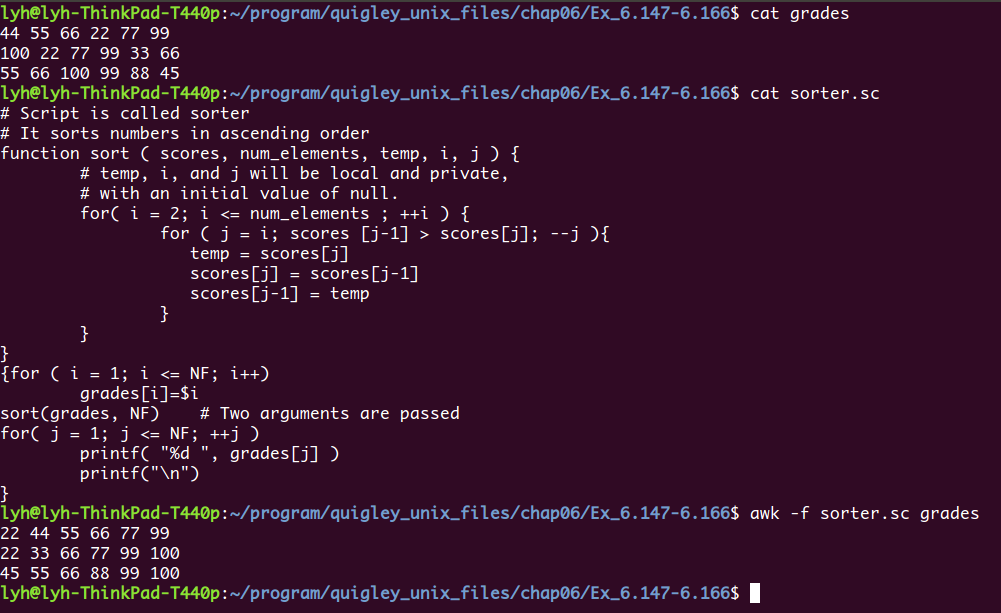 lyh@lyh-ThinkPad-T440p:~/program/quigley_unix_files/chap06/Ex_6.147-6.166$ cat grades
44 55 66 22 77 99
100 22 77 99 33 66
55 66 100 99 88 45
lyh@lyh-ThinkPad-T440p:~/program/quigley_unix_files/chap06/Ex_6.147-6.166$ cat sorter.sc
# Script is called sorter
# It sorts numbers in ascending order
function sort ( scores, num_elements, temp, i, j ) {
        # temp, i, and j will be local and private,
        # with an initial value of null.
        for( i = 2; i <= num_elements ; ++i ) {
                for ( j = i; scores [j-1] > scores[j]; --j ){
                   temp = scores[j]
                   scores[j] = scores[j-1]
                   scores[j-1] = temp
                }
        }
}
{for ( i = 1; i <= NF; i++)
        grades[i]=$i
sort(grades, NF)    # Two arguments are passed
for( j = 1; j <= NF; ++j )
        printf( "%d ", grades[j] )
        printf("\n")
}
lyh@lyh-ThinkPad-T440p:~/program/quigley_unix_files/chap06/Ex_6.147-6.166$ awk -f sorter.sc grades
22 44 55 66 77 99
22 33 66 77 99 100
45 55 66 88 99 100
lyh@lyh-ThinkPad-T440p:~/program/quigley_unix_files/chap06/Ex_6.147-6.166$